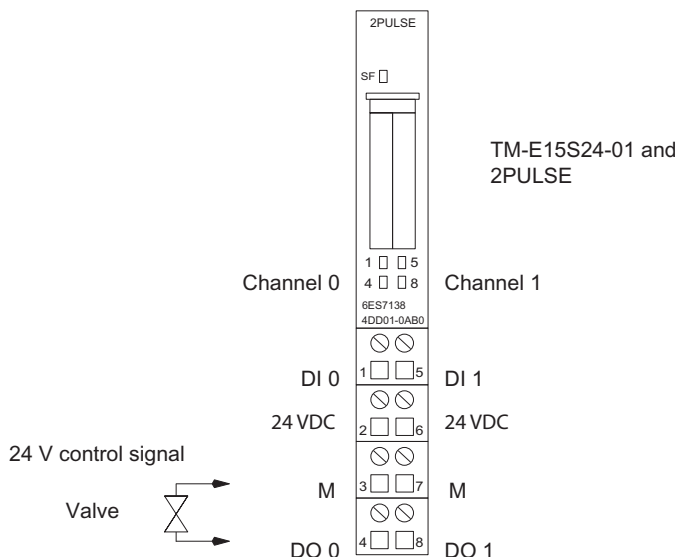 2PULSE
SF
TM-E15S24-01 and
2PULSE
1 5
Channel 0 4 8 Channel 1
6ES7138
4DD01-0AB0
DI 0 1 5 DI 1
24 VDC 2 6 24 VDC
24 V control signal
M 3 7 M
Valve
DO 0 4 8 DO 1